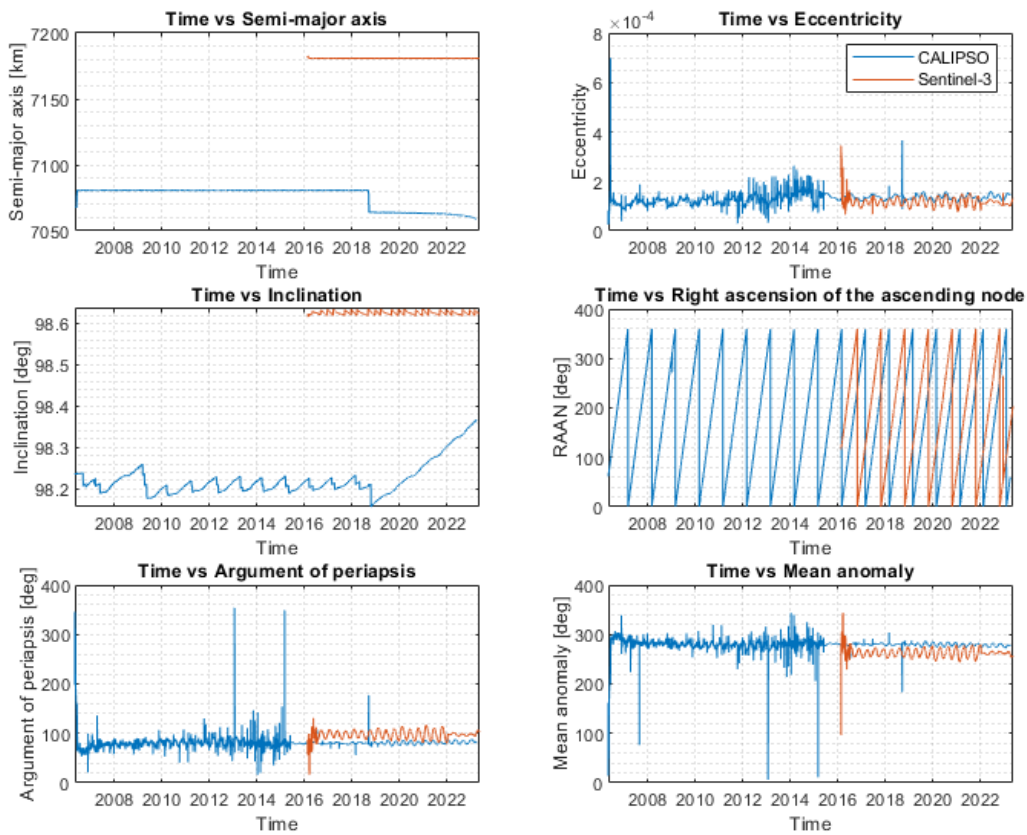 Time vs Semi-major axis
7200
7150
7100
7050
Semi-major axis [km]
2008 2010 2012 2014 2016 2018 2020 2022
Time
Time vs Eccentricity
×10⁻⁴
8
6
4
2
0
Eccentricity
CALIPSO
Sentinel-3
2008 2010 2012 2014 2016 2018 2020 2022
Time
Time vs Inclination
98.6
98.5
98.4
98.3
98.2
Inclination [deg]
2008 2010 2012 2014 2016 2018 2020 2022
Time
Time vs Right ascension of the ascending node
400
300
200
100
0
RAAN [deg]
2008 2010 2012 2014 2016 2018 2020 2022
Time
Time vs Argument of periapsis
400
300
200
100
0
Argument of periapsis [deg]
2008 2010 2012 2014 2016 2018 2020 2022
Time
Time vs Mean anomaly
400
300
200
100
0
Mean anomaly [deg]
2008 2010 2012 2014 2016 2018 2020 2022
Time